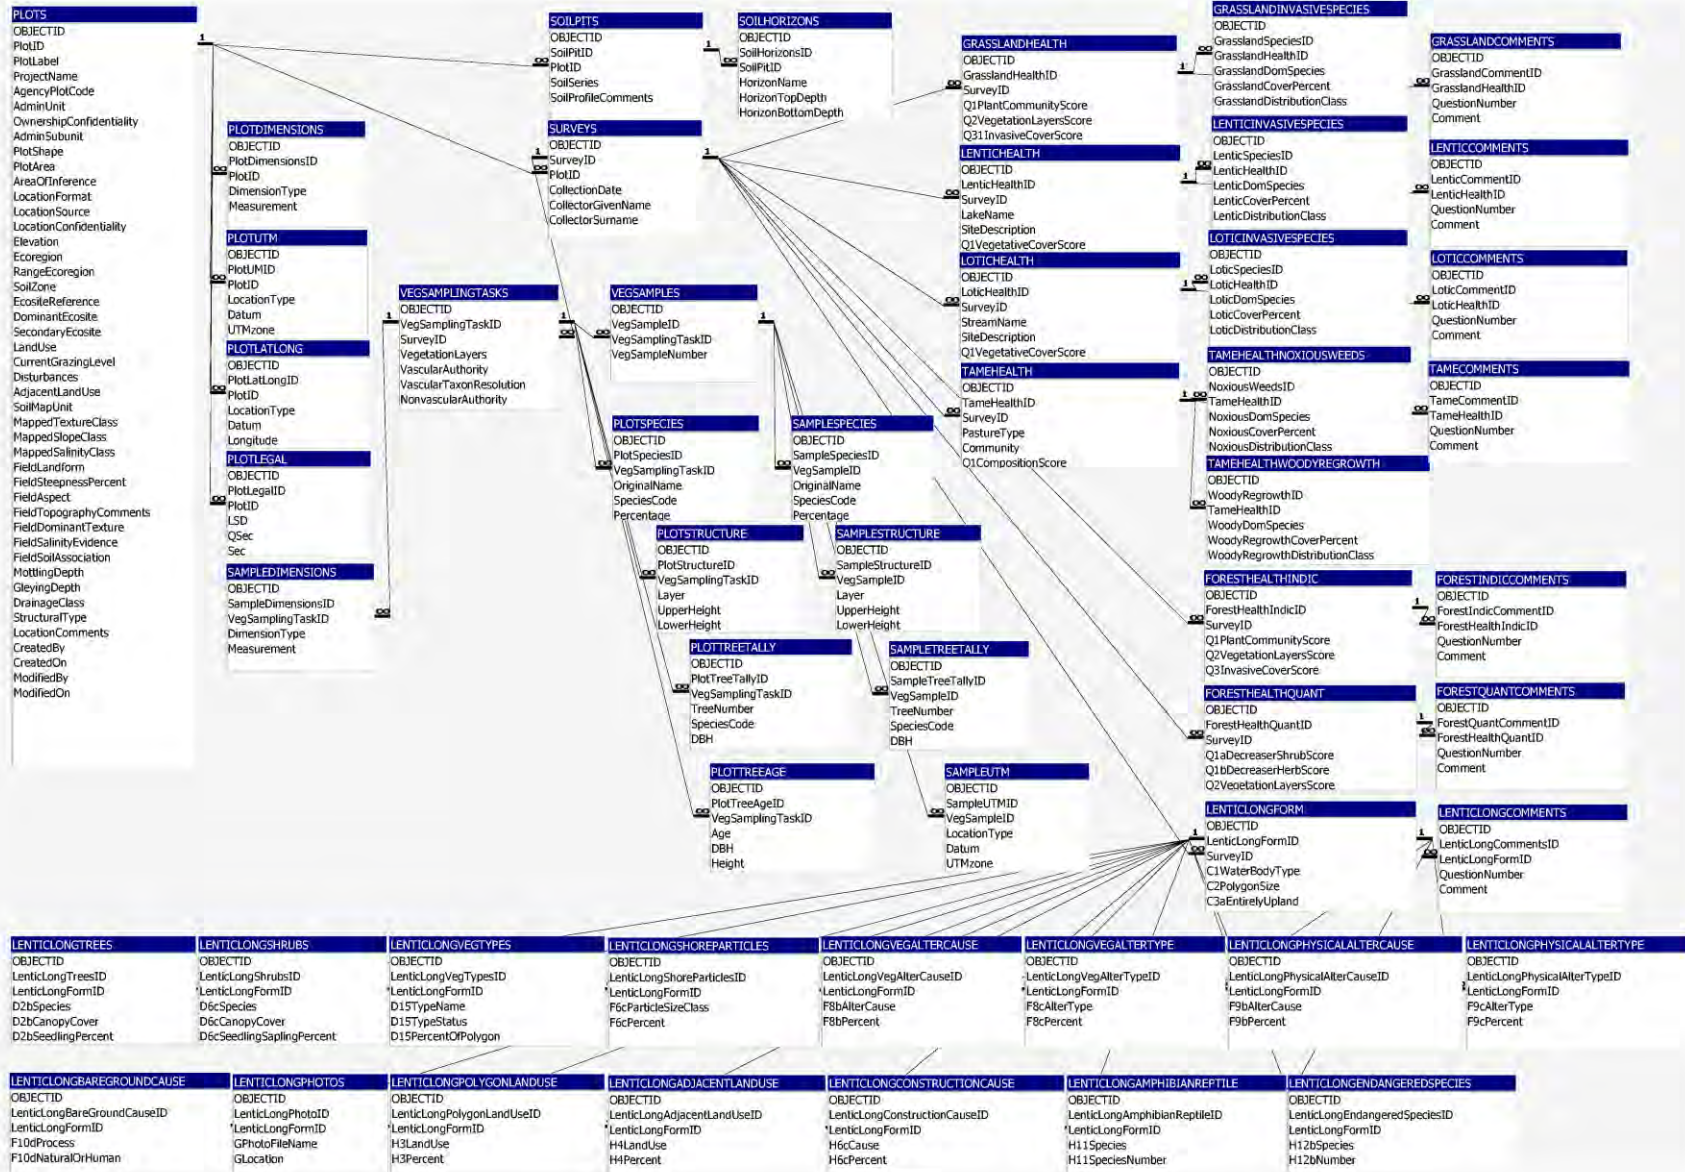 PLOTS
OBJECTID
PlotID
PlotLabel
ProjectName
AgencyPlotCode
AdminUnit
OwnershipConfidentiality
AdminSubunit
PlotShape
PlotArea
AreaOfInference
LocationFormat
LocationSource
LocationConfidentiality
Elevation
Ecoregion
RangeEcoregion
SoilZone
EcositeReference
DominantEcosite
SecondaryEcosite
LandUse
CurrentGrazingLevel
Disturbances
AdjacentLandUse
SoilMapUnit
MappedTextureClass
MappedSlopeClass
MappedSalinityClass
FieldLandform
FieldSteepnessPercent
FieldAspect
FieldTopographyComments
FieldDominantTexture
FieldSalinityEvidence
FieldSoilAssociation
MottlingDepth
GleyingDepth
DrainageClass
StructuralType
LocationComments
CreatedBy
CreatedOn
ModifiedBy
ModifiedOn
PLOTDIMENSIONS
OBJECTID
PlotDimensionsID
PlotID
DimensionType
Measurement
PLOTUTM
OBJECTID
PlotUMID
PlotID
LocationType
Datum
UTMzone
PLOTLATLONG
OBJECTID
PlotLatLongID
PlotID
LocationType
Datum
Longitude
PLOTLEGAL
OBJECTID
PlotLegalID
PlotID
LSD
QSec
Sec
SAMPLEDIMENSIONS
OBJECTID
SampleDimensionsID
VegSamplingTaskID
DimensionType
Measurement
VEGSAMPLINGTASKS
OBJECTID
VegSamplingTaskID
SurveyID
VegetationLayers
VascularAuthority
VascularTaxonResolution
NonvascularAuthority
SOILPITS
OBJECTID
SoilPitID
PlotID
SoilSeries
SoilProfileComments
SURVEYS
OBJECTID
SurveyID
PlotID
CollectionDate
CollectorGivenName
CollectorSurname
SOILHORIZONS
OBJECTID
SoilHorizonsID
SoilPitID
HorizonName
HorizonTopDepth
HorizonBottomDepth
VEGSAMPLES
OBJECTID
VegSampleID
VegSamplingTaskID
VegSampleNumber
PLOTSPECIES
OBJECTID
PlotSpeciesID
VegSamplingTaskID
OriginalName
SpeciesCode
Percentage
SAMPLESPECIES
OBJECTID
SampleSpeciesID
VegSampleID
OriginalName
SpeciesCode
Percentage
PLOTSTRUCTURE
OBJECTID
PlotStructureID
VegSamplingTaskID
Layer
UpperHeight
LowerHeight
SAMPLESTRUCTURE
OBJECTID
SampleStructureID
VegSampleID
Layer
UpperHeight
LowerHeight
PLOTTREETALLY
OBJECTID
PlotTreeTallyID
VegSamplingTaskID
TreeNumber
SpeciesCode
DBH
SAMPLETREETALLY
OBJECTID
SampleTreeTallyID
VegSampleID
TreeNumber
SpeciesCode
DBH
PLOTTREEAGE
OBJECTID
PlotTreeAgeID
VegSamplingTaskID
Age
DBH
Height
SAMPLEUTM
OBJECTID
SampleUTMID
VegSampleID
LocationType
Datum
UTMzone
GRASSLANDHEALTH
OBJECTID
GrasslandHealthID
SurveyID
Q1PlantCommunityScore
Q2VegetationLayersScore
Q31InvasiveCoverScore
LENTICHEALTH
OBJECTID
LenticHealthID
SurveyID
LakeName
SiteDescription
Q1VegetativeCoverScore
LOTICHEALTH
OBJECTID
LoticHealthID
SurveyID
StreamName
SiteDescription
Q1VegetativeCoverScore
TAMEHEALTH
OBJECTID
TameHealthID
SurveyID
PastureType
Community
Q1CompositionScore
GRASSLANDINVASIVESPECIES
OBJECTID
GrasslandSpeciesID
GrasslandHealthID
GrasslandDomSpecies
GrasslandCoverPercent
GrasslandDistributionClass
LENTICINVASIVESPECIES
OBJECTID
LenticSpeciesID
LenticHealthID
LenticDomSpecies
LenticCoverPercent
LenticDistributionClass
LOTICINVASIVESPECIES
OBJECTID
LoticSpeciesID
LoticHealthID
LoticDomSpecies
LoticCoverPercent
LoticDistributionClass
TAMEHEALTHNOXIOUSWEEDS
OBJECTID
NoxiousWeedsID
TameHealthID
NoxiousDomSpecies
NoxiousCoverPercent
NoxiousDistributionClass
TAMEHEALTHWOODYREGROWTH
OBJECTID
WoodyRegrowthID
TameHealthID
WoodyDomSpecies
WoodyRegrowthCoverPercent
WoodyRegrowthDistributionClass
GRASSLANDCOMMENTS
OBJECTID
GrasslandCommentID
GrasslandHealthID
QuestionNumber
Comment
LENTICCOMMENTS
OBJECTID
LenticCommentID
LenticHealthID
QuestionNumber
Comment
LOTICCOMMENTS
OBJECTID
LoticCommentID
LoticHealthID
QuestionNumber
Comment
TAMECOMMENTS
OBJECTID
TameCommentID
TameHealthID
QuestionNumber
Comment
FORESTHEALTHINDIC
OBJECTID
ForestHealthIndicID
SurveyID
Q1PlantCommunityScore
Q2VegetationLayersScore
Q3InvasiveCoverScore
FORESTINDICCOMMENTS
OBJECTID
ForestIndicCommentID
ForestHealthIndicID
QuestionNumber
Comment
FORESTHEALTHQUANT
OBJECTID
ForestHealthQuantID
SurveyID
Q1aDecreaserShrubScore
Q1bDecreaserHerbScore
Q2VegetationLayersScore
FORESTQUANTCOMMENTS
OBJECTID
ForestQuantCommentID
ForestHealthQuantID
QuestionNumber
Comment
LENTICLONGFORM
OBJECTID
LenticLongFormID
SurveyID
C1WaterBodyType
C2PolygonSize
C3aEntirelyUpland
LENTICLONGCOMMENTS
OBJECTID
LenticLongCommentsID
LenticLongFormID
QuestionNumber
Comment
LENTICLONGTREES
OBJECTID
LenticLongTreesID
LenticLongFormID
D2bSpecies
D2bCanopyCover
D2bSeedlingPercent
LENTICLONGSHRUBS
OBJECTID
LenticLongShrubsID
LenticLongFormID
D6cSpecies
D6cCanopyCover
D6cSeedlingSaplingPercent
LENTICLONGVEGTYPES
OBJECTID
LenticLongVegTypesID
LenticLongFormID
D15TypeName
D15TypeStatus
D15PercentOfPolygon
LENTICLONGSHOREPARTICLES
OBJECTID
LenticLongShoreParticlesID
LenticLongFormID
F6cParticleSizeClass
F6cPercent
LENTICLONGVEGALTERCAUSE
OBJECTID
LenticLongVegAlterCauseID
LenticLongFormID
F8bAlterCause
F8bPercent
LENTICLONGVEGALTERTYPE
OBJECTID
LenticLongVegAlterTypeID
LenticLongFormID
F8cAlterType
F8cPercent
LENTICLONGPHYSICALALTERCAUSE
OBJECTID
LenticLongPhysicalAlterCauseID
LenticLongFormID
F9bAlterCause
F9bPercent
LENTICLONGPHYSICALALTERTYPE
OBJECTID
LenticLongPhysicalAlterTypeID
LenticLongFormID
F9cAlterType
F9cPercent
LENTICLONGBAREGROUNDCAUSE
OBJECTID
LenticLongBareGroundCauseID
LenticLongFormID
F10dProcess
F10dNaturalOrHuman
LENTICLONGPHOTOS
OBJECTID
LenticLongPhotoID
LenticLongFormID
GPhotoFileName
GLocation
LENTICLONGPOLYGONLANDUSE
OBJECTID
LenticLongPolygonLandUseID
LenticLongFormID
H3LandUse
H3Percent
LENTICLONGADJACENTLANDUSE
OBJECTID
LenticLongAdjacentLandUseID
LenticLongFormID
H4LandUse
H4Percent
LENTICLONGCONSTRUCTIONCAUSE
OBJECTID
LenticLongConstructionCauseID
LenticLongFormID
H6cCause
H6cPercent
LENTICLONGAMPHIBIANREPTILE
OBJECTID
LenticLongAmphibianReptileID
LenticLongFormID
H11Species
H11SpeciesNumber
LENTICLONGENDANGEREDSPECIES
OBJECTID
LenticLongEndangeredSpeciesID
LenticLongFormID
H12bSpecies
H12bNumber